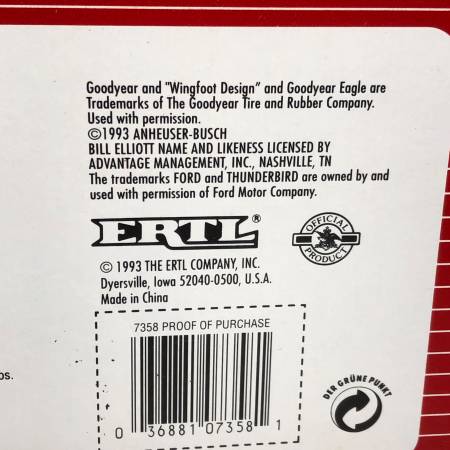 Goodyear and "Wingfoot Design" and Goodyear Eagle are
Trademarks of The Goodyear Tire and Rubber Company.
Used with permission.
©1993 ANHEUSER-BUSCH
BILL ELLIOTT NAME AND LIKENESS LICENSED BY
ADVANTAGE MANAGEMENT, INC., NASHVILLE, TN
The trademarks FORD and THUNDERBIRD are owned by and
used with permission of Ford Motor Company.
ERTL®
OFFICIAL
PRODUCT
© 1993 THE ERTL COMPANY, INC.
Dyersville, Iowa 52040-0500, U.S.A.
Made in China
7358 PROOF OF PURCHASE
0 36881 07358 1
DER GRÜNE PUNKT